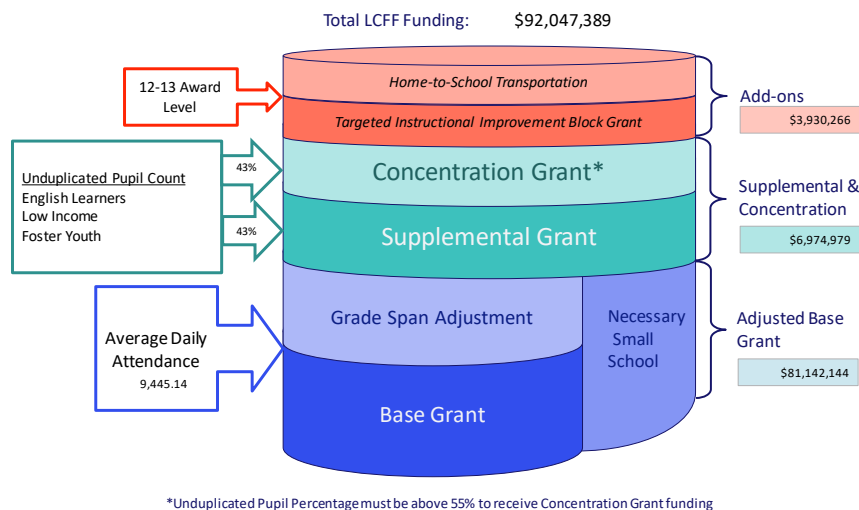 Total LCFF Funding: $92,047,389
12-13 Award
Level
Home-to-School Transportation
Targeted Instructional Improvement Block Grant
Add-ons
$3,930,266
Unduplicated Pupil Count
English Learners
Low Income
Foster Youth
43%
43%
Concentration Grant*
Supplemental Grant
Supplemental &
Concentration
$6,974,979
Average Daily
Attendance
9,445.14
Grade Span Adjustment
Base Grant
Necessary
Small
School
Adjusted Base
Grant
$81,142,144
*Unduplicated Pupil Percentage must be above 55% to receive Concentration Grant funding